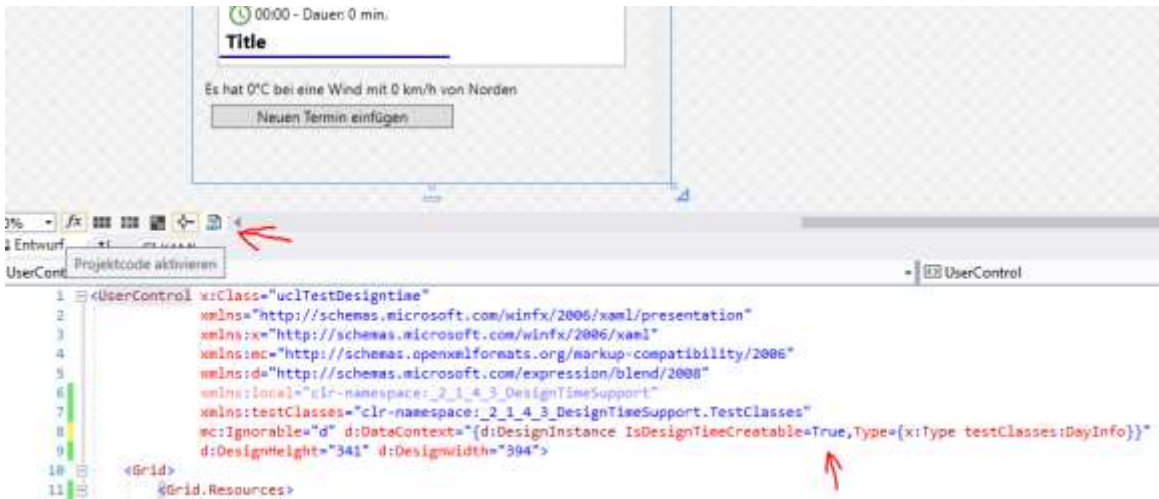 00:00 - Dauer: 0 min.
Title
Es hat 0°C bei eine Wind mit 0 km/h von Norden
Neuen Termin einfügen
fx
Entwurf
Projektcode aktivieren
UserControl
1 <UserControl x:Class="uclTestDesigntime"
2 xmlns="http://schemas.microsoft.com/winfx/2006/xaml/presentation"
3 xmlns:x="http://schemas.microsoft.com/winfx/2006/xaml"
4 xmlns:mc="http://schemas.openxmlformats.org/markup-compatibility/2006"
5 xmlns:d="http://schemas.microsoft.com/expression/blend/2008"
6 xmlns:local="clr-namespace:_2_1_4_3_DesignTimeSupport"
7 xmlns:testClasses="clr-namespace:_2_1_4_3_DesignTimeSupport.TestClasses"
8 mc:Ignorable="d" d:DataContext="{d:DesignInstance IsDesignTimeCreatable=True,Type={x:Type testClasses:DayInfo}}"
9 d:DesignHeight="341" d:DesignWidth="394">
10 <Grid>
11 <Grid.Resources>